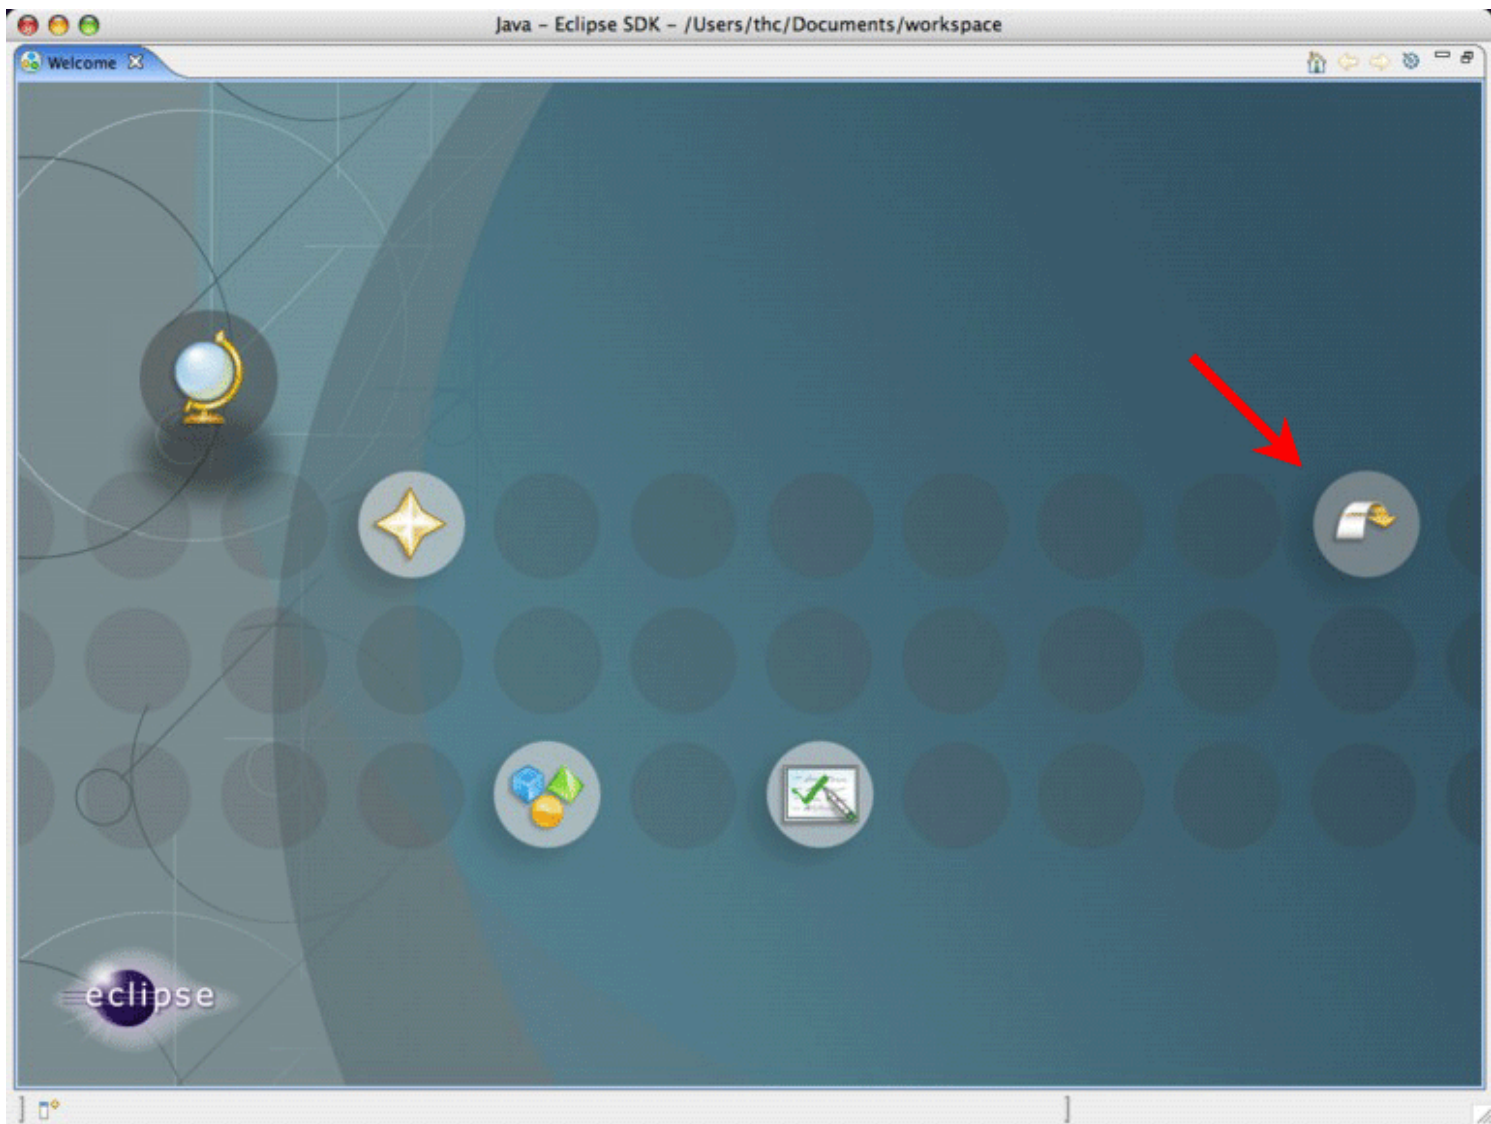 Java – Eclipse SDK – /Users/thc/Documents/workspace
Welcome
eclipse